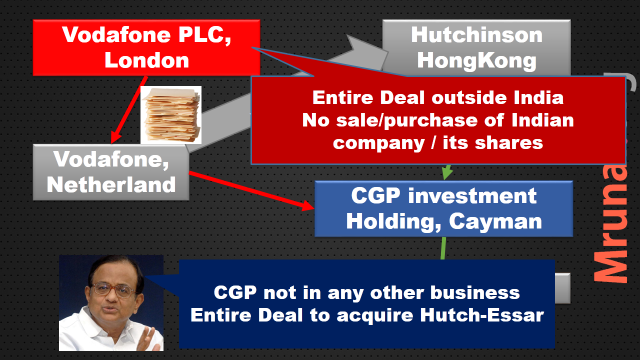 Vodafone PLC,
London
Hutchinson
HongKong
Entire Deal outside India
No sale/purchase of Indian
company / its shares
Vodafone,
Netherland
CGP investment
Holding, Cayman
CGP not in any other business
Entire Deal to acquire Hutch-Essar